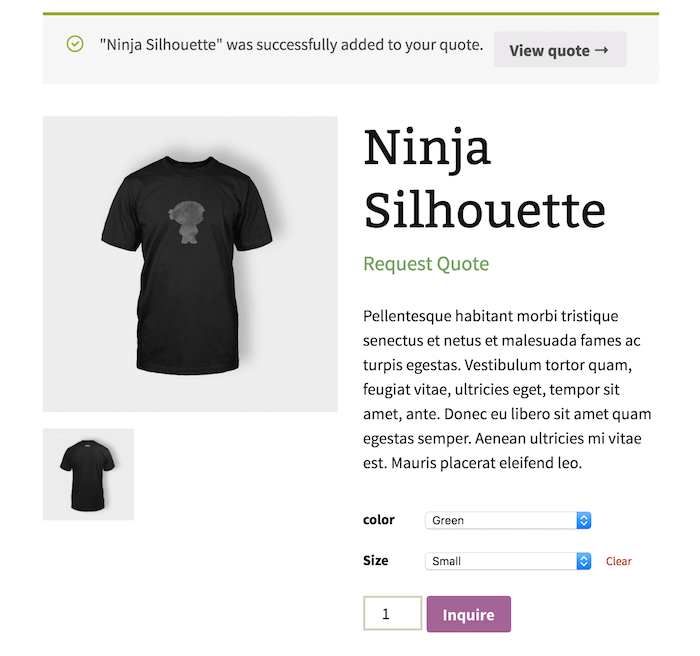 "Ninja Silhouette" was successfully added to your quote.
View quote →
Ninja
Silhouette
Request Quote
Pellentesque habitant morbi tristique
senectus et netus et malesuada fames ac
turpis egestas. Vestibulum tortor quam,
feugiat vitae, ultricies eget, tempor sit
amet, ante. Donec eu libero sit amet quam
egestas semper. Aenean ultricies mi vitae
est. Mauris placerat eleifend leo.
color Green
Size Small Clear
1 Inquire